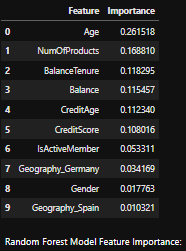 Feature Importance
0 Age 0.261518
1 NumOfProducts 0.168810
2 BalanceTenure 0.118295
3 Balance 0.115457
4 CreditAge 0.112340
5 CreditScore 0.108016
6 IsActiveMember 0.053311
7 Geography_Germany 0.034169
8 Gender 0.017763
9 Geography_Spain 0.010321
Random Forest Model Feature Importance: